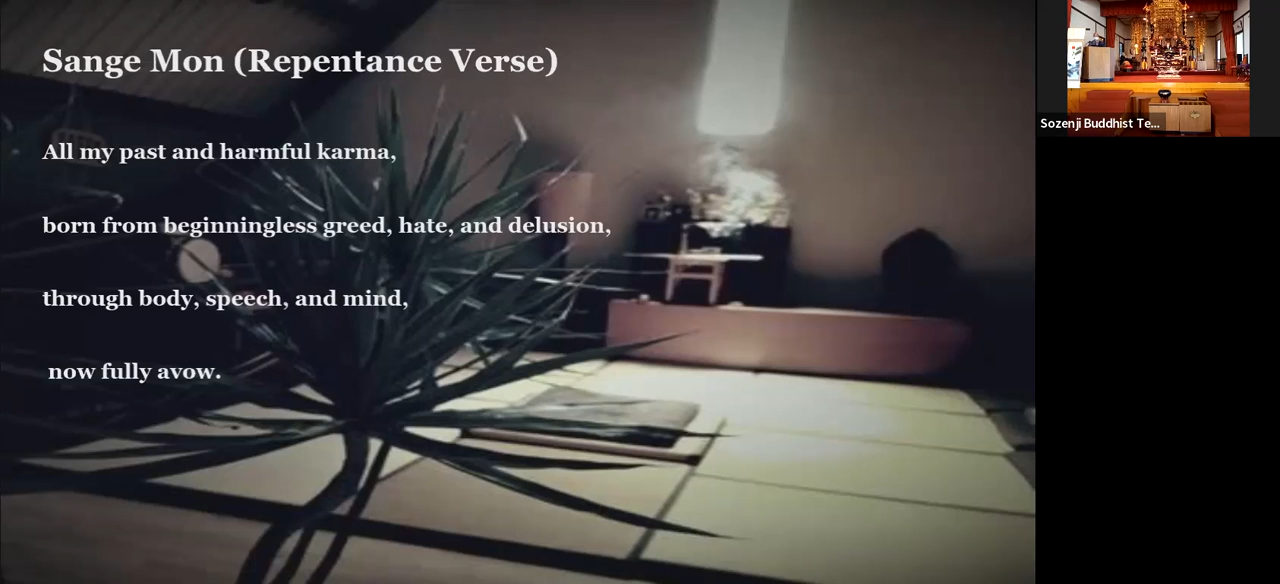 Sange Mon (Repentance Verse)
All my past and harmful karma,
born from beginningless greed, hate, and delusion,
through body, speech, and mind,
now fully avow.
Sozenji Buddhist Te...